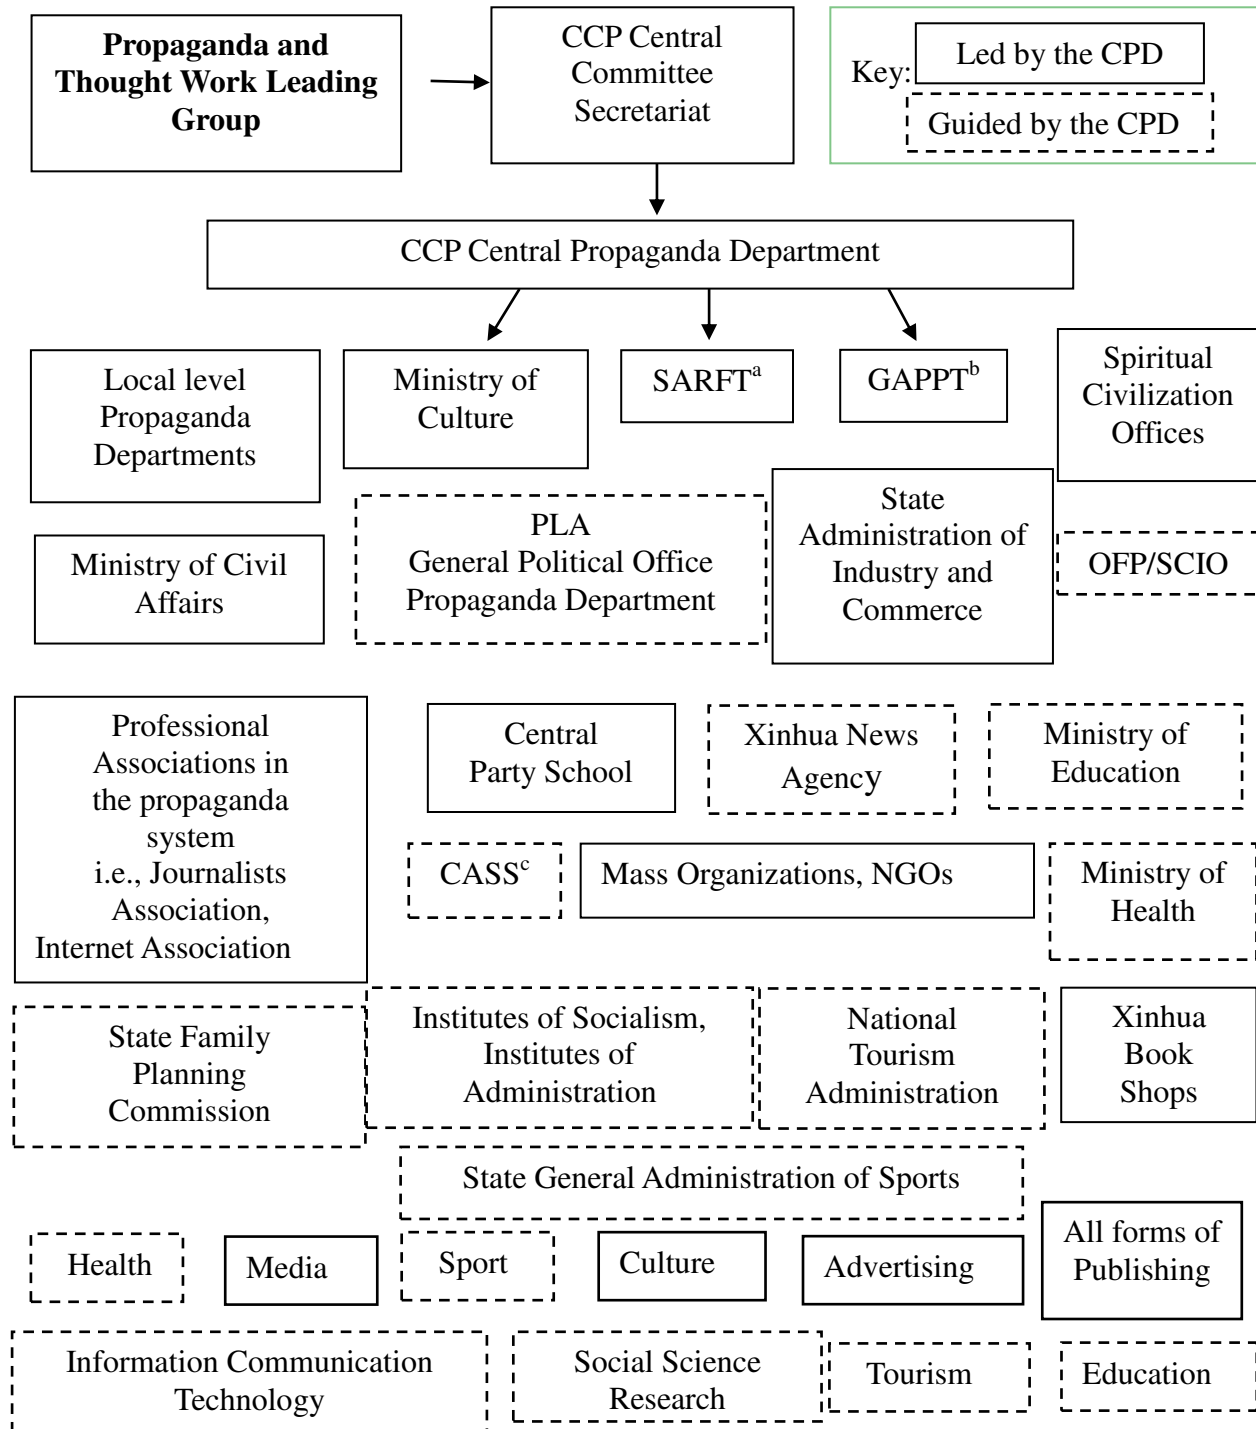 Propaganda and
Thought Work Leading
Group
CCP Central
Committee
Secretariat
Key:
Led by the CPD
Guided by the CPD
CCP Central Propaganda Department
Local level
Propaganda
Departments
Ministry of
Culture
SARFTa
GAPPTb
Spiritual
Civilization
Offices
Ministry of Civil
Affairs
PLA
General Political Office
Propaganda Department
State
Administration of
Industry and
Commerce
OFP/SCIO
Professional
Associations in
the propaganda
system
i.e., Journalists
Association,
Internet Association
Central
Party School
Xinhua News
Agency
Ministry of
Education
CASSc
Mass Organizations, NGOs
Ministry of
Health
State Family
Planning
Commission
Institutes of Socialism,
Institutes of
Administration
National
Tourism
Administration
Xinhua
Book
Shops
State General Administration of Sports
Health
Media
Sport
Culture
Advertising
All forms of
Publishing
Information Communication
Technology
Social Science
Research
Tourism
Education